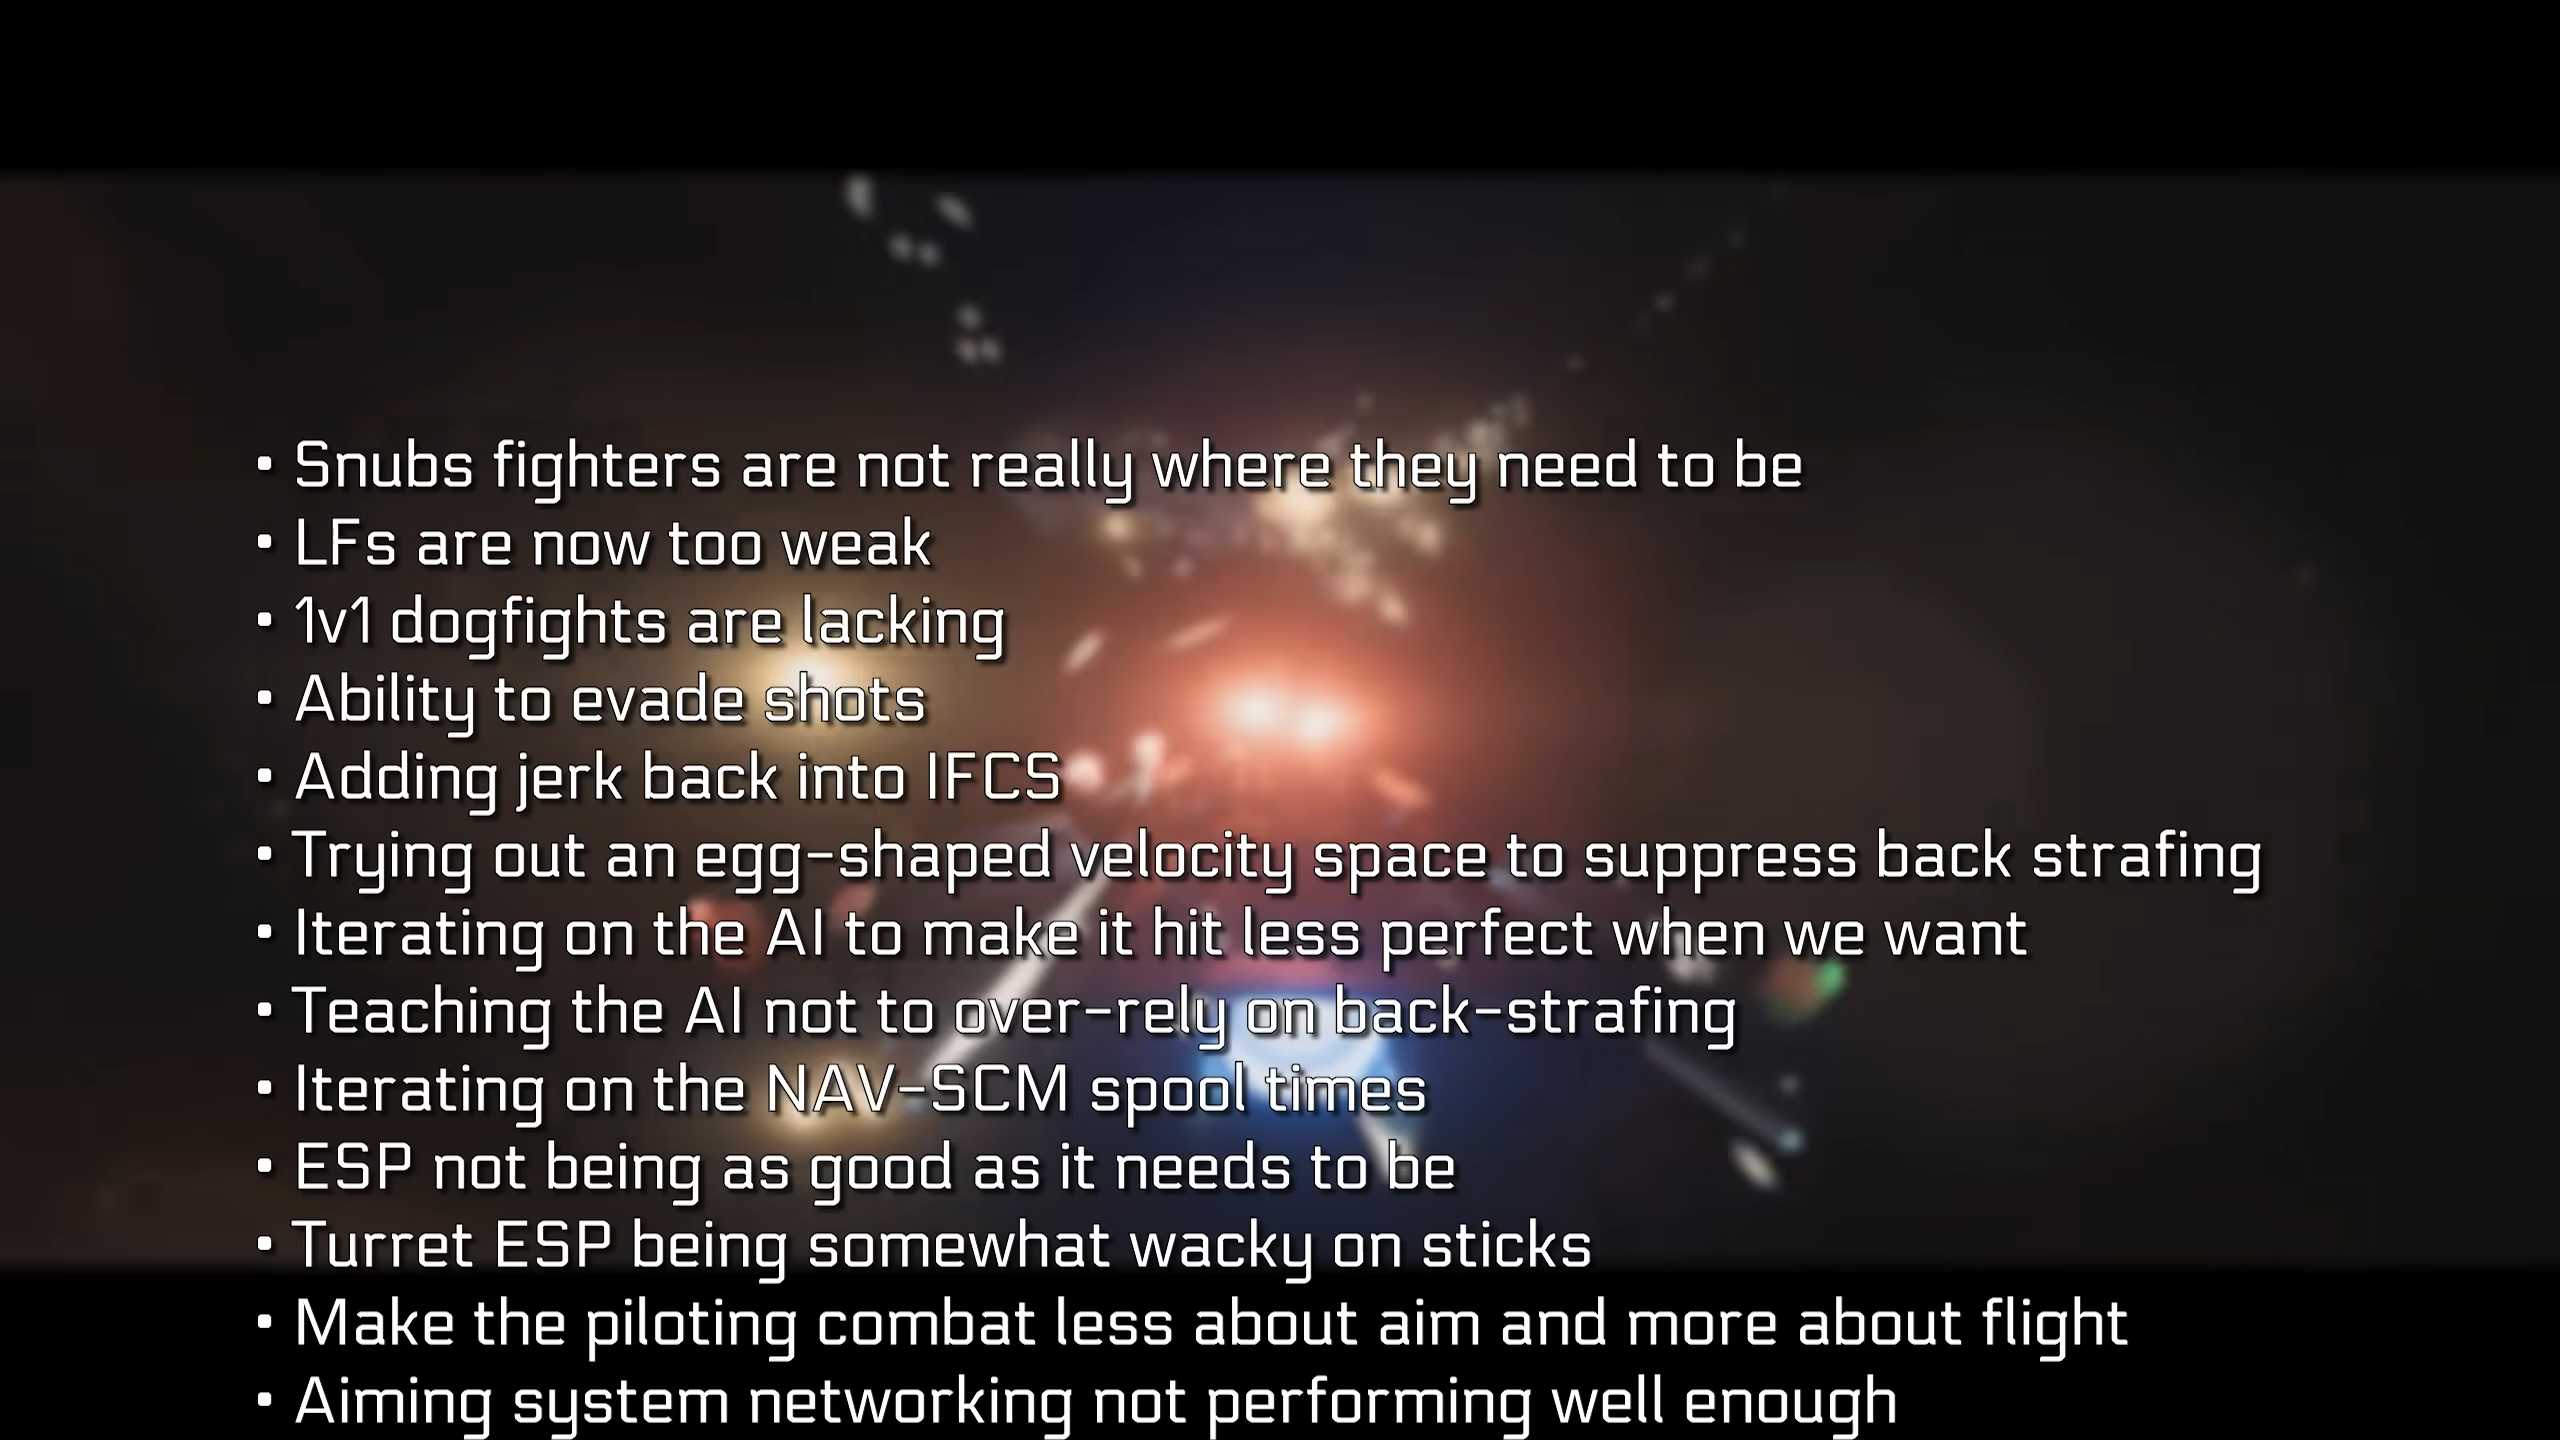 • Snubs fighters are not really where they need to be
• LFs are now too weak
• 1v1 dogfights are lacking
• Ability to evade shots
• Adding jerk back into IFCS
• Trying out an egg-shaped velocity space to suppress back strafing
• Iterating on the AI to make it hit less perfect when we want
• Teaching the AI not to over-rely on back-strafing
• Iterating on the NAV-SCM spool times
• ESP not being as good as it needs to be
• Turret ESP being somewhat wacky on sticks
• Make the piloting combat less about aim and more about flight
• Aiming system networking not performing well enough